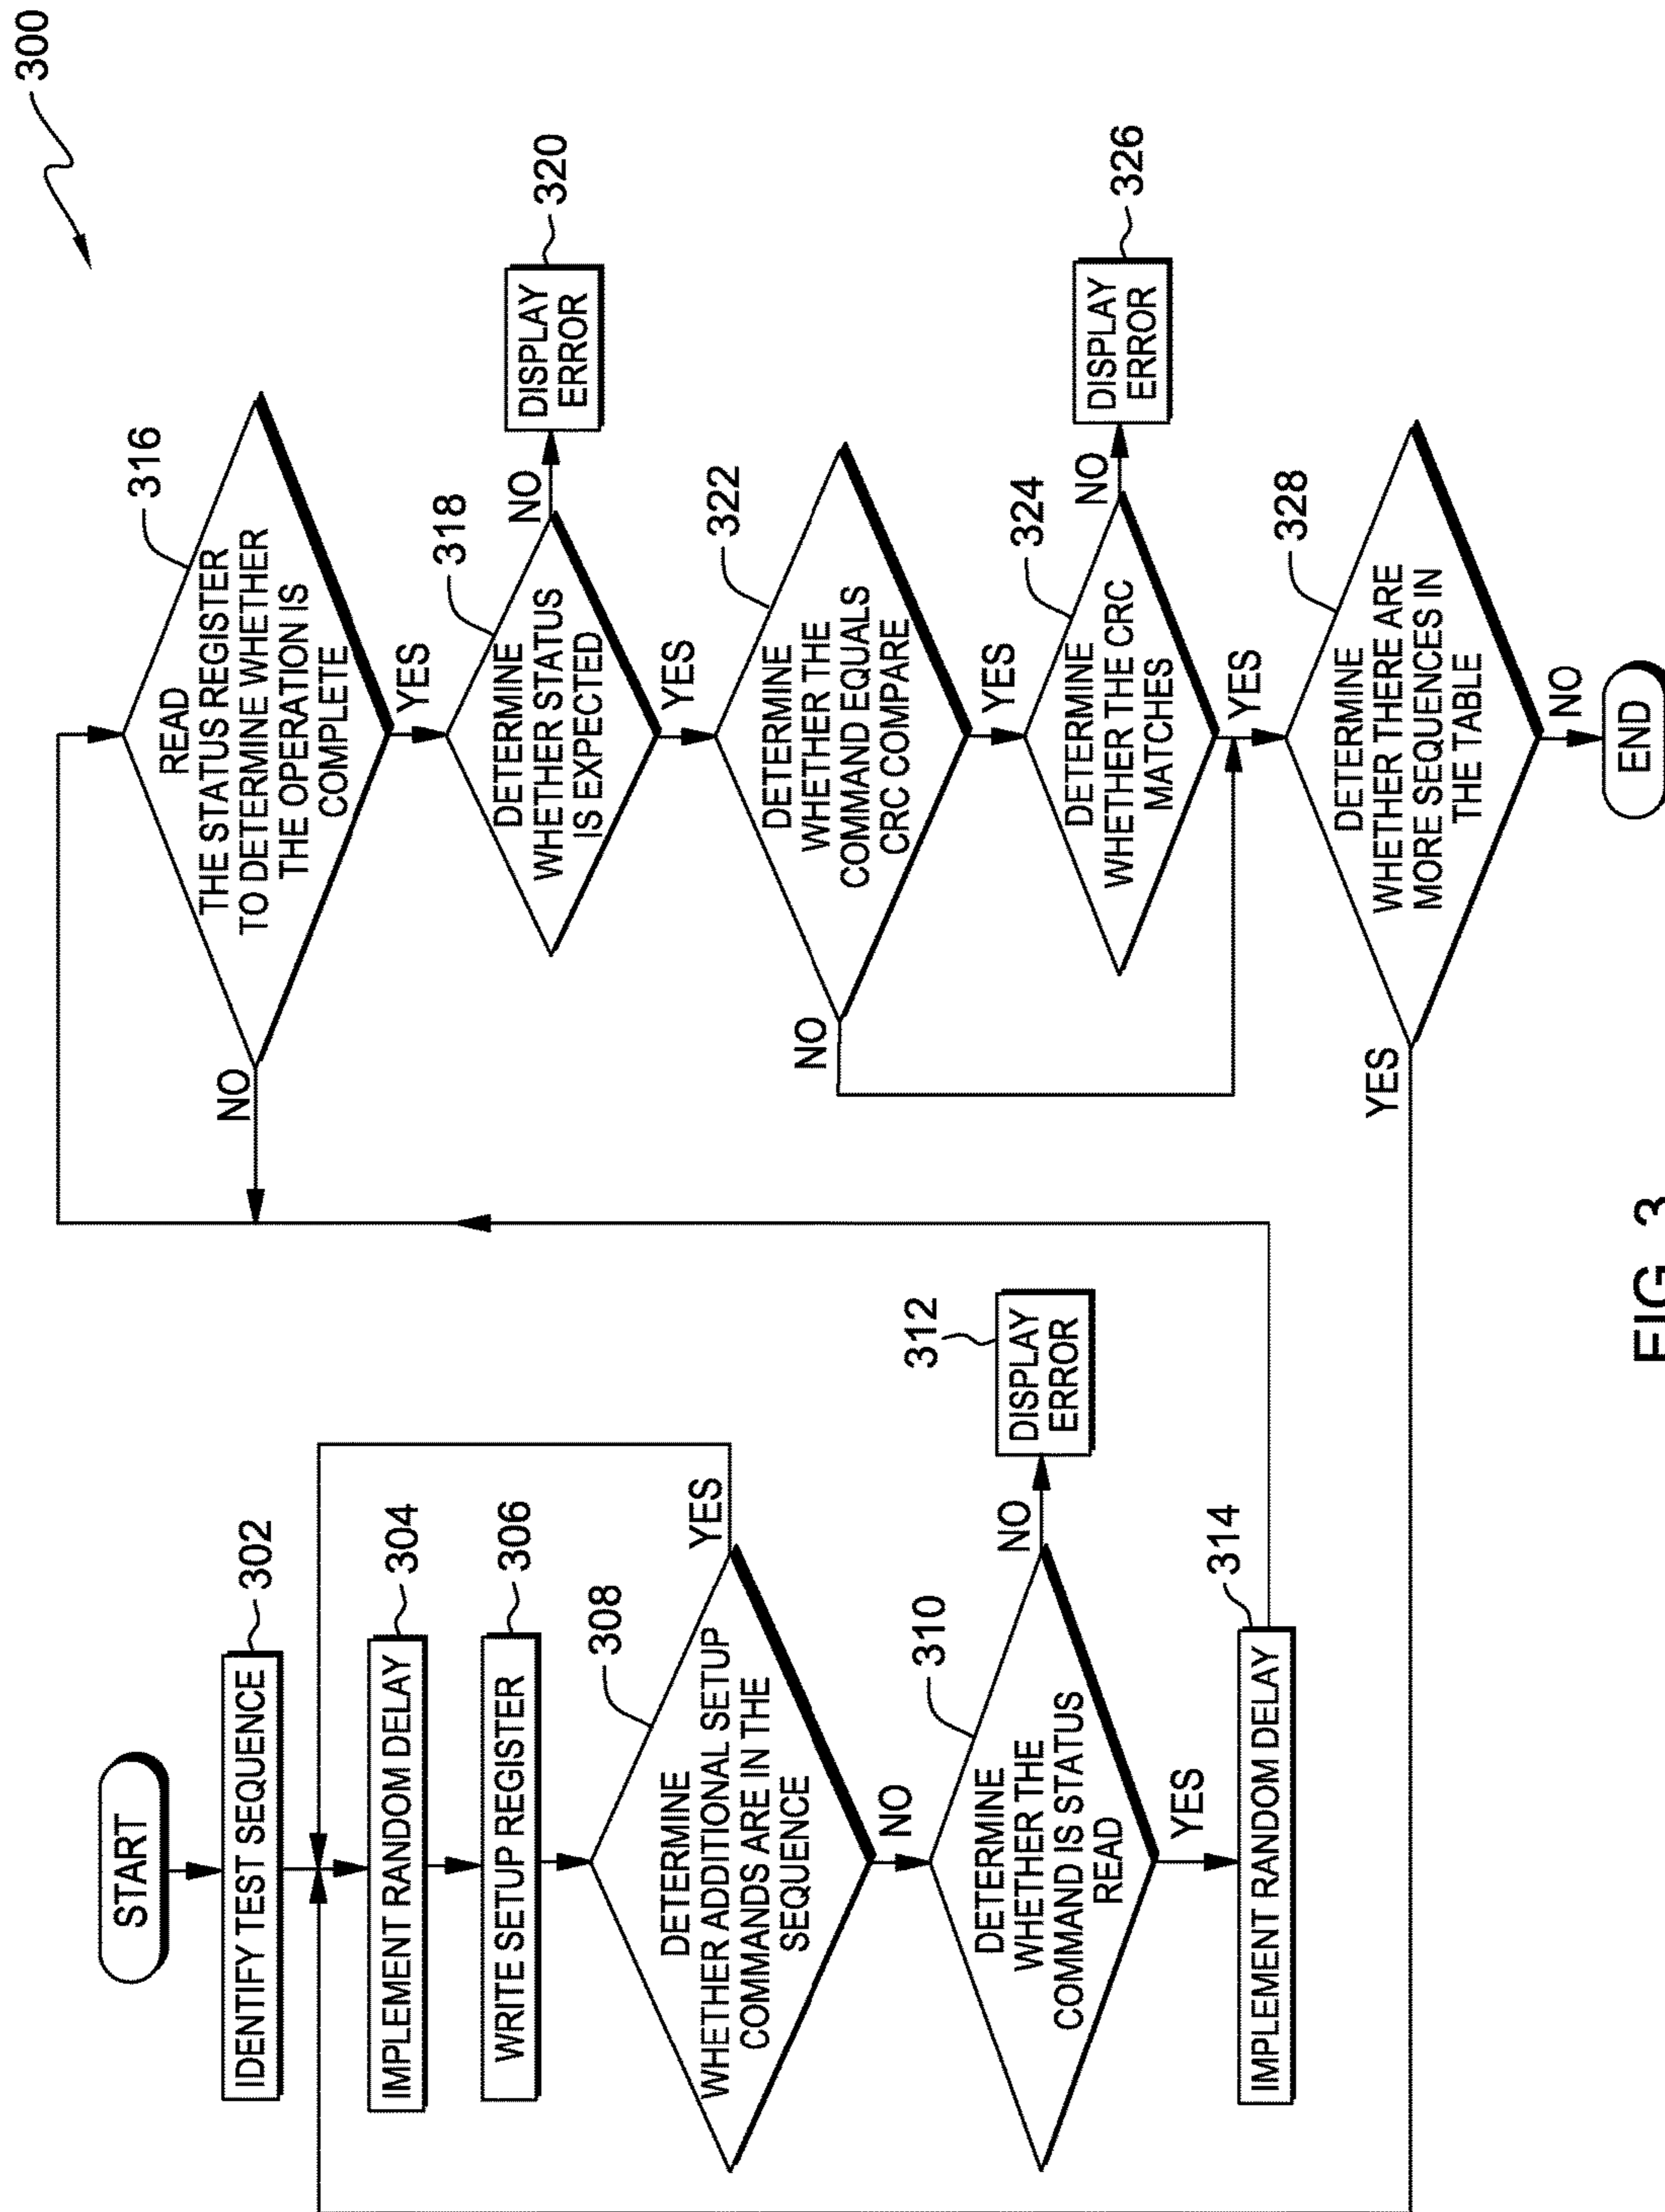 300
START
IDENTIFY TEST SEQUENCE
302
IMPLEMENT RANDOM DELAY
304
WRITE SETUP REGISTER
306
DETERMINE
WHETHER ADDITIONAL SETUP
COMMANDS ARE IN THE
SEQUENCE
308
YES
NO
DETERMINE
WHETHER THE
COMMAND IS STATUS
READ
310
NO
DISPLAY
ERROR
312
YES
IMPLEMENT RANDOM DELAY
314
READ
THE STATUS REGISTER
TO DETERMINE WHETHER
THE OPERATION IS
COMPLETE
316
NO
YES
DETERMINE
WHETHER STATUS
IS EXPECTED
318
NO
DISPLAY
ERROR
320
YES
DETERMINE
WHETHER THE
COMMAND EQUALS
CRC COMPARE
322
NO
YES
DETERMINE
WHETHER THE CRC
MATCHES
324
NO
DISPLAY
ERROR
326
YES
DETERMINE
WHETHER THERE ARE
MORE SEQUENCES IN
THE TABLE
328
YES
NO
END
FIG. 3